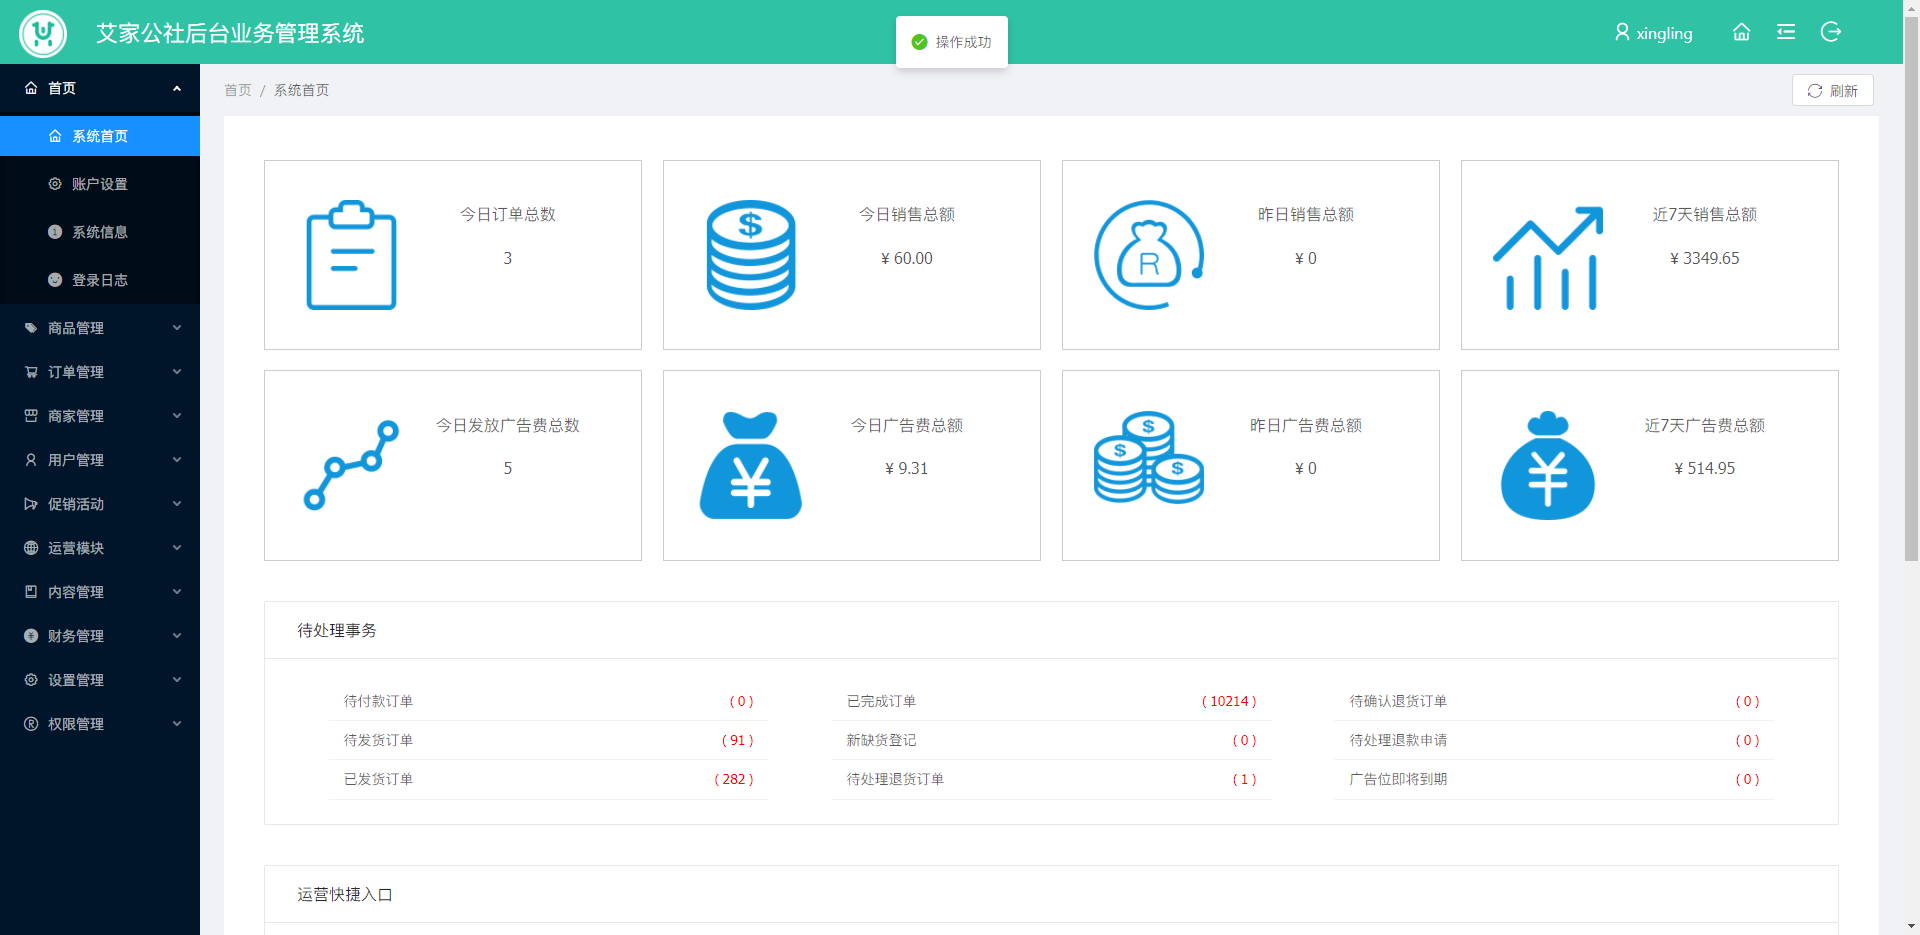 艾家公社后台业务管理系统
操作成功
xingling
首页
系统首页
账户设置
系统信息
登录日志
商品管理
订单管理
商家管理
用户管理
促销活动
运营模块
内容管理
财务管理
设置管理
权限管理
首页 / 系统首页
刷新
今日订单总数
3
今日销售总额
¥ 60.00
昨日销售总额
¥ 0
近7天销售总额
¥ 3349.65
今日发放广告费总数
5
今日广告费总额
¥ 9.31
昨日广告费总额
¥ 0
近7天广告费总额
¥ 514.95
待处理事务
待付款订单 ( 0 )
已完成订单 ( 10214 )
待确认退货订单 ( 0 )
待发货订单 ( 91 )
新缺货登记 ( 0 )
待处理退款申请 ( 0 )
已发货订单 ( 282 )
待处理退货订单 ( 1 )
广告位即将到期 ( 0 )
运营快捷入口